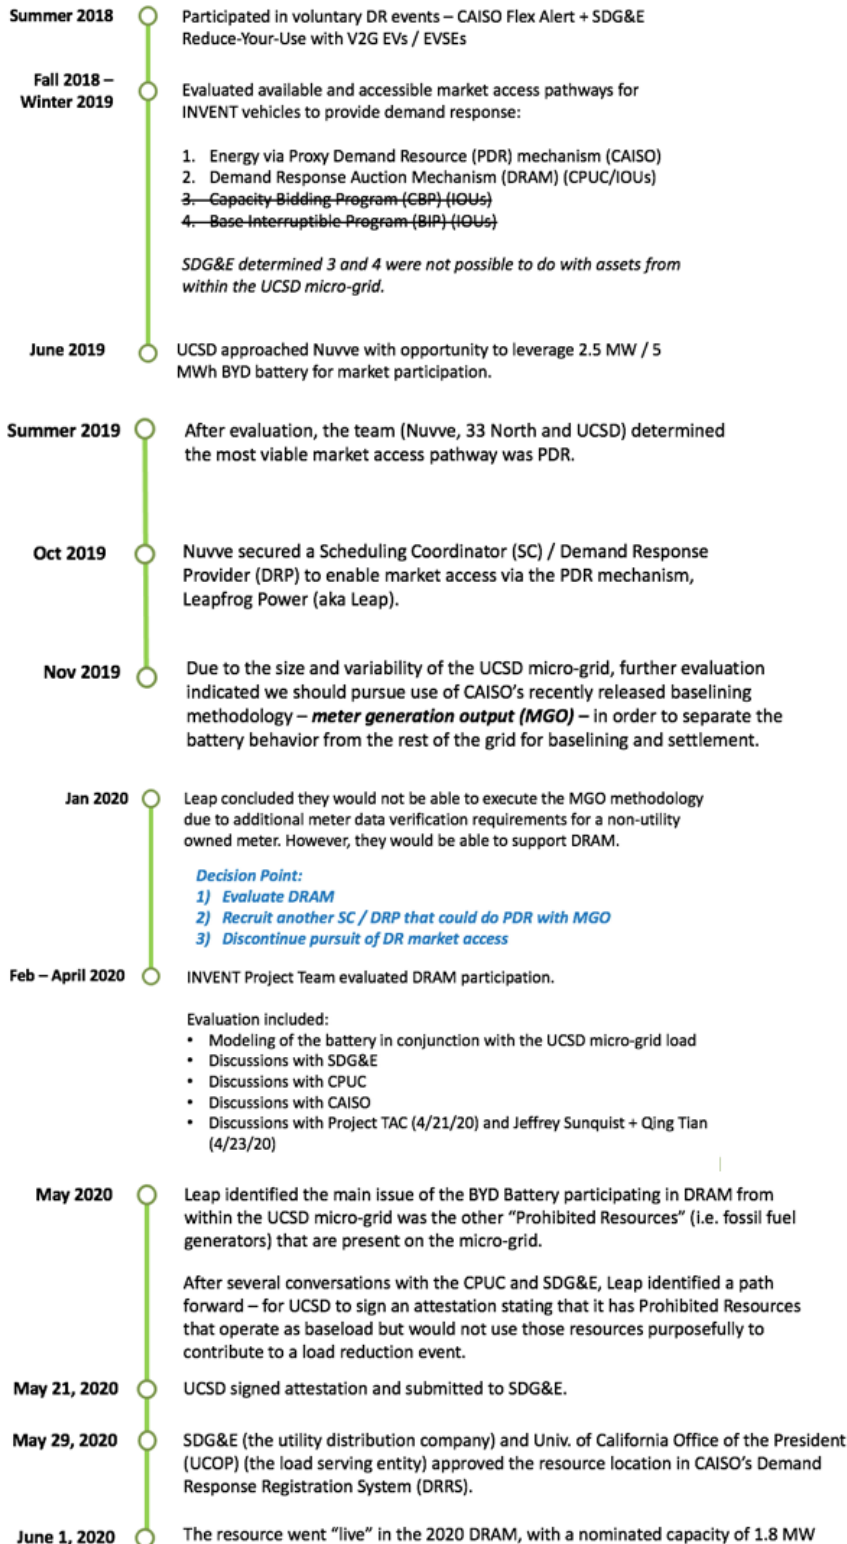 Summer 2018
Participated in voluntary DR events – CAISO Flex Alert + SDG&E
Reduce-Your-Use with V2G EVs / EVSEs
Fall 2018 –
Winter 2019
Evaluated available and accessible market access pathways for
INVENT vehicles to provide demand response:
1. Energy via Proxy Demand Resource (PDR) mechanism (CAISO)
2. Demand Response Auction Mechanism (DRAM) (CPUC/IOUs)
3. Capacity Bidding Program (CBP) (IOUs)
4. Base Interruptible Program (BIP) (IOUs)
SDG&E determined 3 and 4 were not possible to do with assets from
within the UCSD micro-grid.
June 2019
UCSD approached Nuvve with opportunity to leverage 2.5 MW / 5
MWh BYD battery for market participation.
Summer 2019
After evaluation, the team (Nuvve, 33 North and UCSD) determined
the most viable market access pathway was PDR.
Oct 2019
Nuvve secured a Scheduling Coordinator (SC) / Demand Response
Provider (DRP) to enable market access via the PDR mechanism,
Leapfrog Power (aka Leap).
Nov 2019
Due to the size and variability of the UCSD micro-grid, further evaluation
indicated we should pursue use of CAISO's recently released baselining
methodology – meter generation output (MGO) – in order to separate the
battery behavior from the rest of the grid for baselining and settlement.
Jan 2020
Leap concluded they would not be able to execute the MGO methodology
due to additional meter data verification requirements for a non-utility
owned meter. However, they would be able to support DRAM.
Decision Point:
1) Evaluate DRAM
2) Recruit another SC / DRP that could do PDR with MGO
3) Discontinue pursuit of DR market access
Feb – April 2020
INVENT Project Team evaluated DRAM participation.
Evaluation included:
• Modeling of the battery in conjunction with the UCSD micro-grid load
• Discussions with SDG&E
• Discussions with CPUC
• Discussions with CAISO
• Discussions with Project TAC (4/21/20) and Jeffrey Sunquist + Qing Tian
(4/23/20)
May 2020
Leap identified the main issue of the BYD Battery participating in DRAM from
within the UCSD micro-grid was the other "Prohibited Resources" (i.e. fossil fuel
generators) that are present on the micro-grid.
After several conversations with the CPUC and SDG&E, Leap identified a path
forward – for UCSD to sign an attestation stating that it has Prohibited Resources
that operate as baseload but would not use those resources purposefully to
contribute to a load reduction event.
May 21, 2020
UCSD signed attestation and submitted to SDG&E.
May 29, 2020
SDG&E (the utility distribution company) and Univ. of California Office of the President
(UCOP) (the load serving entity) approved the resource location in CAISO's Demand
Response Registration System (DRRS).
June 1, 2020
The resource went "live" in the 2020 DRAM, with a nominated capacity of 1.8 MW